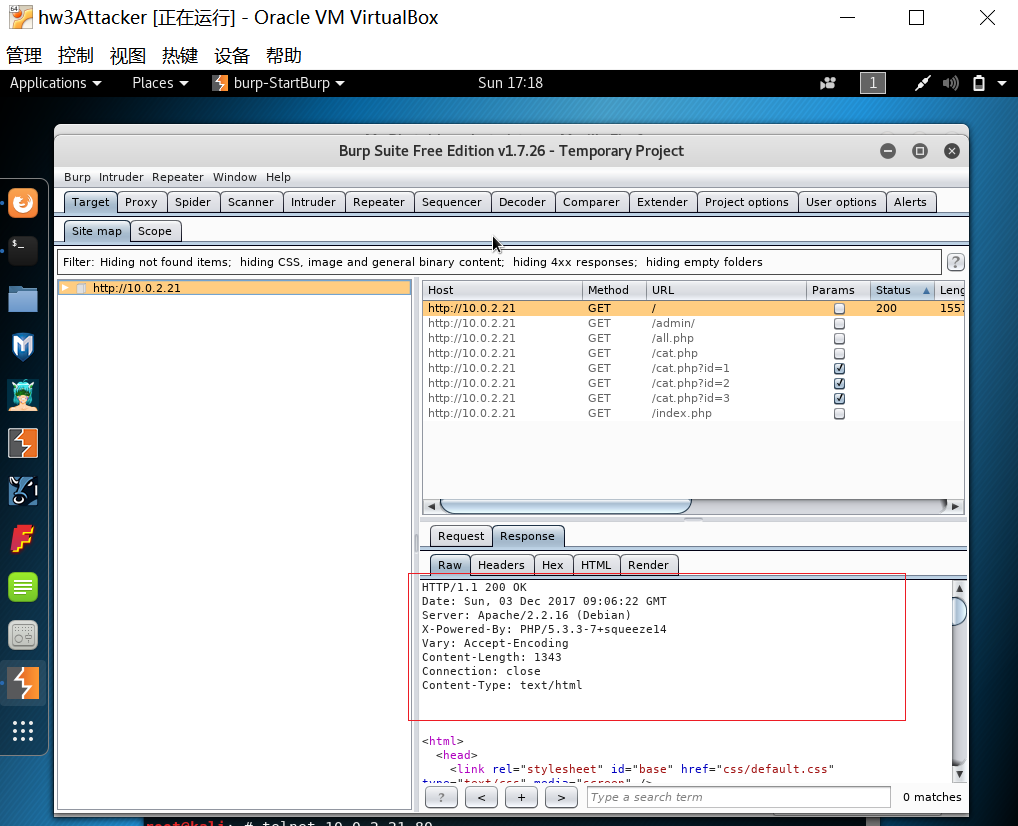 hw3Attacker [正在运行] - Oracle VM VirtualBox
管理 控制 视图 热键 设备 帮助
Applications Places burp-StartBurp Sun 17:18 1
Burp Suite Free Edition v1.7.26 - Temporary Project
Burp Intruder Repeater Window Help
Target Proxy Spider Scanner Intruder Repeater Sequencer Decoder Comparer Extender Project options User options Alerts
Site map Scope
Filter: Hiding not found items; hiding CSS, image and general binary content; hiding 4xx responses; hiding empty folders ?
http://10.0.2.21
Host Method URL Params Status Leng
http://10.0.2.21 GET / 200 1557
http://10.0.2.21 GET /admin/
http://10.0.2.21 GET /all.php
http://10.0.2.21 GET /cat.php
http://10.0.2.21 GET /cat.php?id=1
http://10.0.2.21 GET /cat.php?id=2
http://10.0.2.21 GET /cat.php?id=3
http://10.0.2.21 GET /index.php
Request Response
Raw Headers Hex HTML Render
HTTP/1.1 200 OK
Date: Sun, 03 Dec 2017 09:06:22 GMT
Server: Apache/2.2.16 (Debian)
X-Powered-By: PHP/5.3.3-7+squeeze14
Vary: Accept-Encoding
Content-Length: 1343
Connection: close
Content-Type: text/html
<html>
<head>
<link rel="stylesheet" id="base" href="css/default.css"
type="text/css" media="screen" />
? < + > Type a search term 0 matches
root@kali:~# telnet 10.0.2.21 80